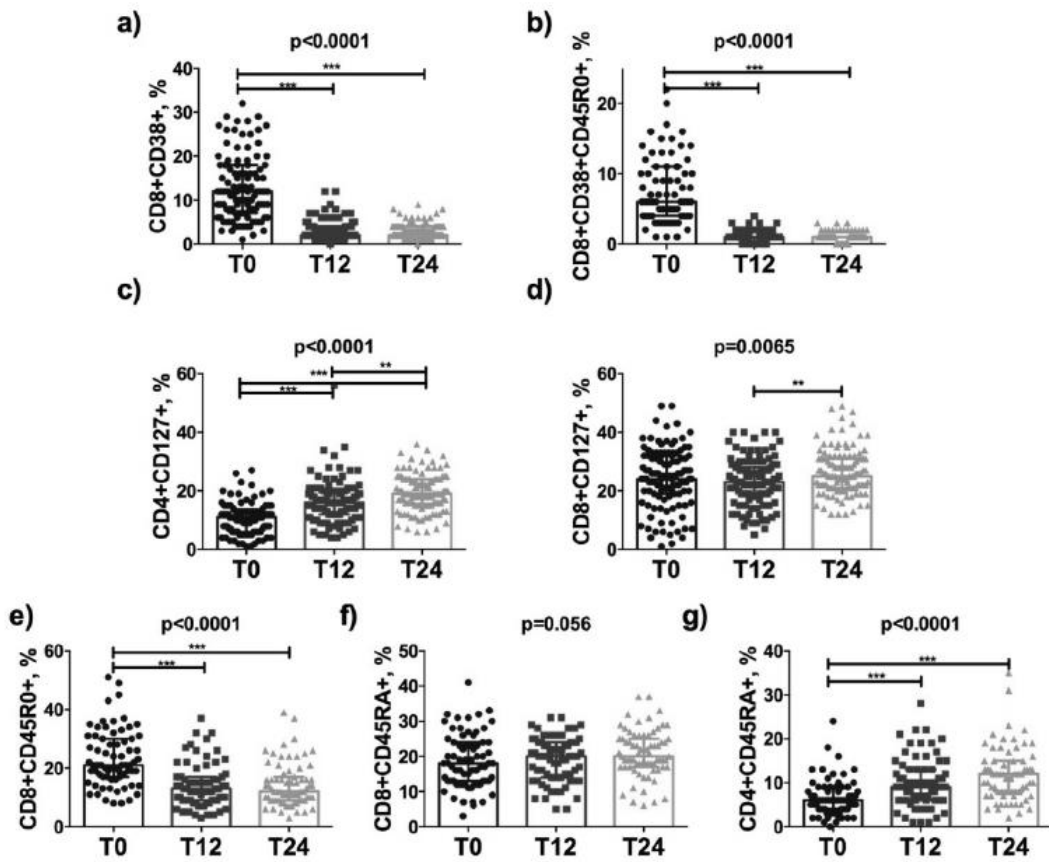 a)
p<0.0001
***
***
CD8+CD38+, %
40
30
20
10
0
T0 T12 T24
b)
p<0.0001
***
***
CD8+CD38+CD45R0+, %
20
10
0
T0 T12 T24
c)
p<0.0001
**
***
***
CD4+CD127+, %
60
40
20
0
T0 T12 T24
d)
p=0.0065
**
CD8+CD127+, %
60
40
20
0
T0 T12 T24
e)
p<0.0001
***
***
CD8+CD45R0+, %
60
40
20
0
T0 T12 T24
f)
p=0.056
CD8+CD45RA+, %
50
40
30
20
10
0
T0 T12 T24
g)
p<0.0001
***
***
CD4+CD45RA+, %
40
30
20
10
0
T0 T12 T24